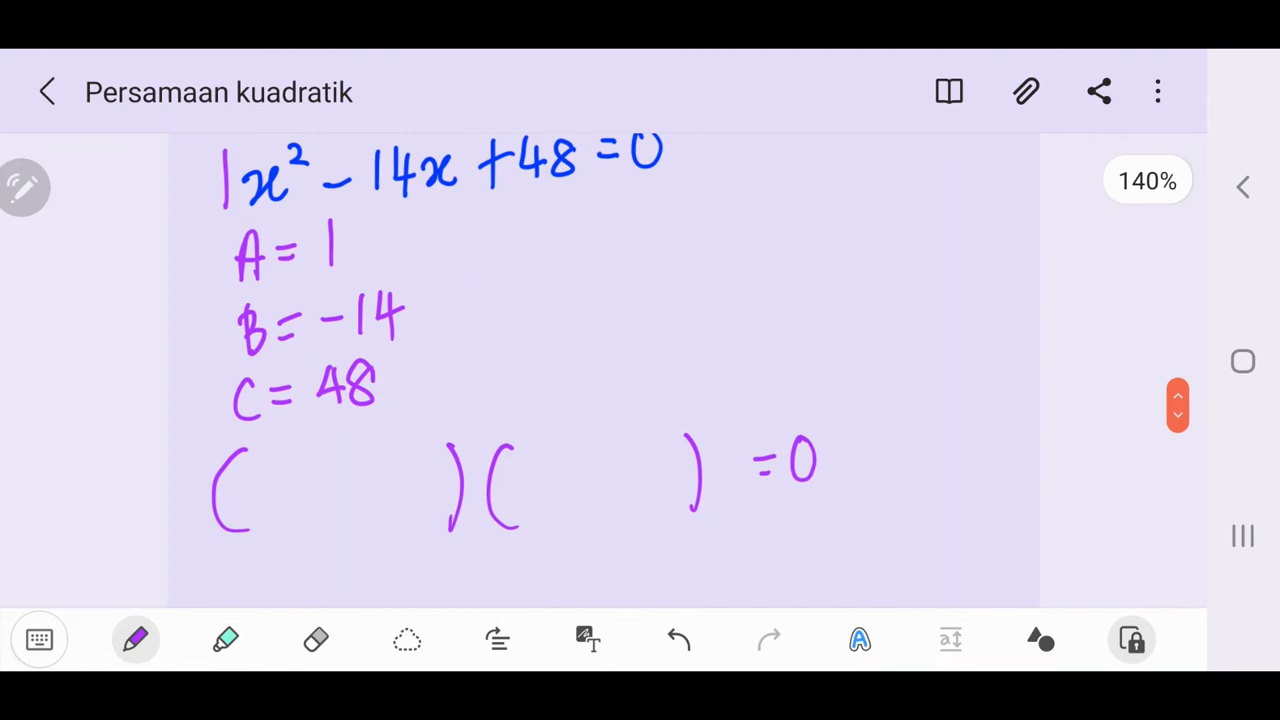 Persamaan kuadratik
1x² - 14x + 48 = 0
140%
A = 1
B = -14
C = 48
(    )(    ) = 0